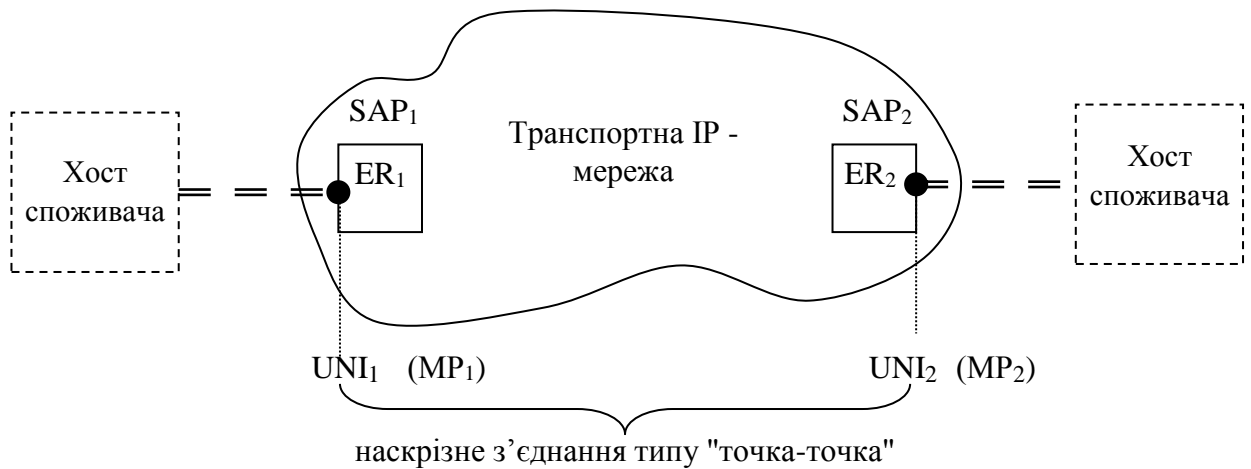 SAP₁
SAP₂
Транспортна IP -
мережа
Хост
споживача
ER₁
ER₂
Хост
споживача
UNI₁ (MP₁)
UNI₂ (MP₂)
наскрізне з’єднання типу "точка-точка"